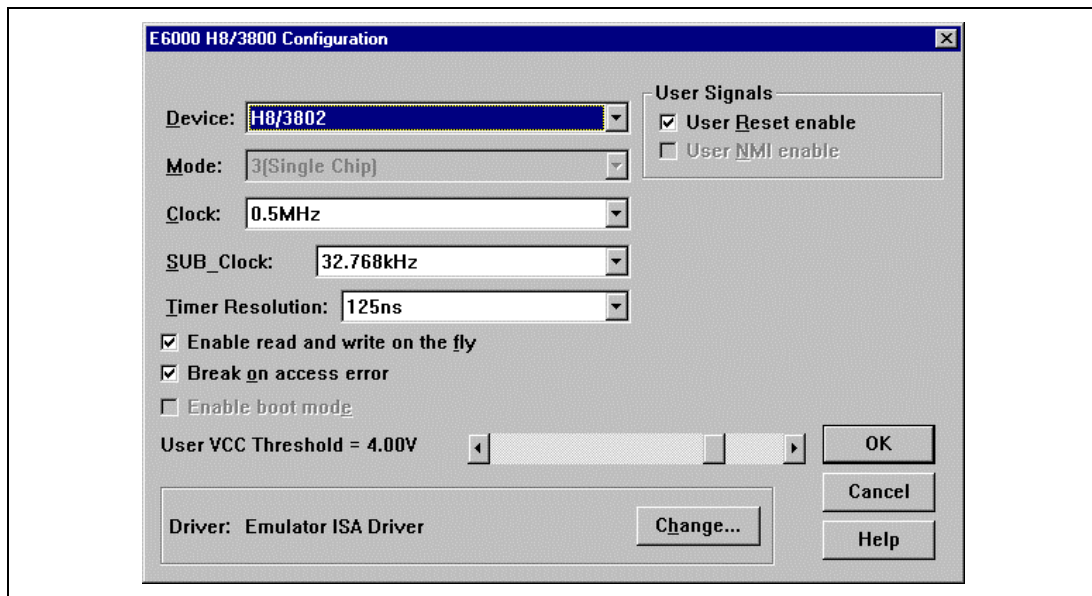 E6000 H8/3800 Configuration
Device: H8/3802
Mode: 3(Single Chip)
Clock: 0.5MHz
SUB_Clock: 32.768kHz
Timer Resolution: 125ns
Enable read and write on the fly
Break on access error
Enable boot mode
User VCC Threshold = 4.00V
Driver: Emulator ISA Driver
Change...
User Signals
User Reset enable
User NMI enable
OK
Cancel
Help